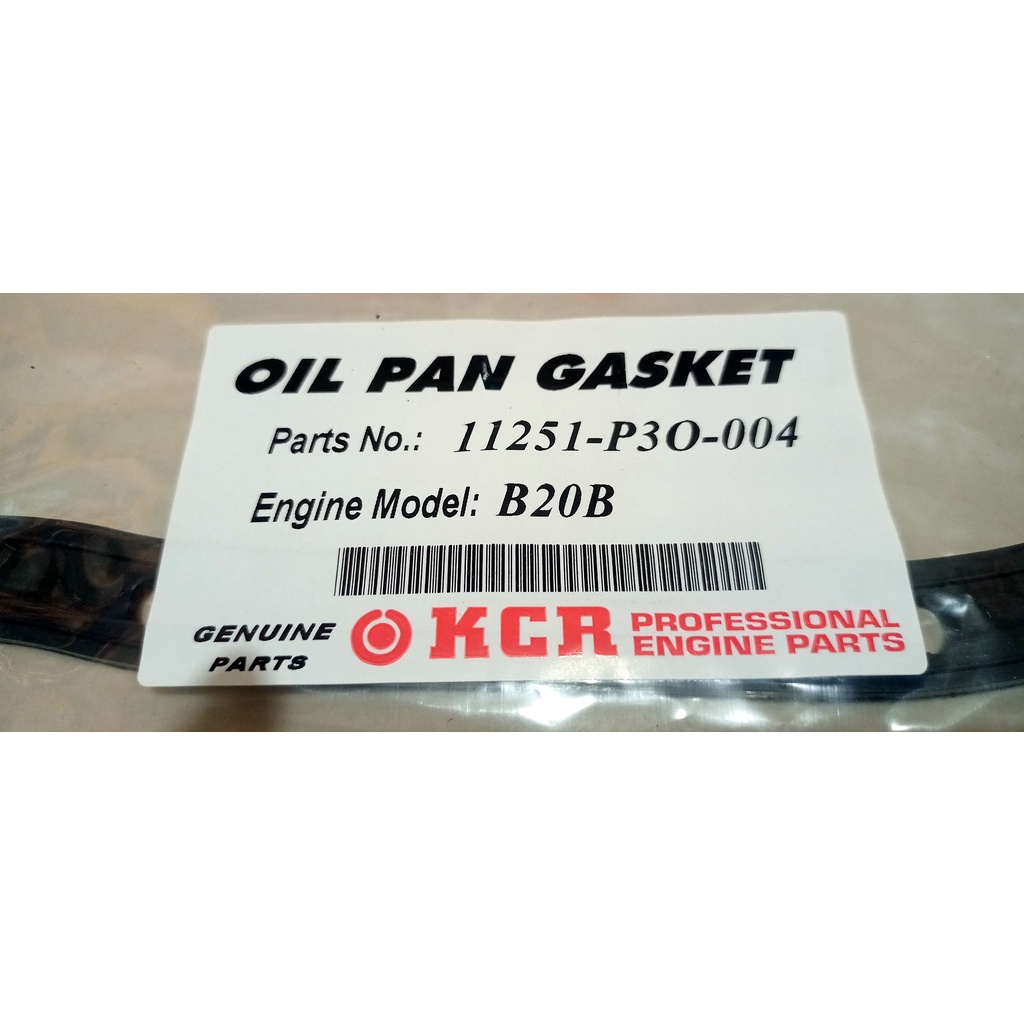 OIL PAN GASKET
Parts No.: 11251-P3O-004
Engine Model: B20B
GENUINE PARTS
KCR PROFESSIONAL ENGINE PARTS